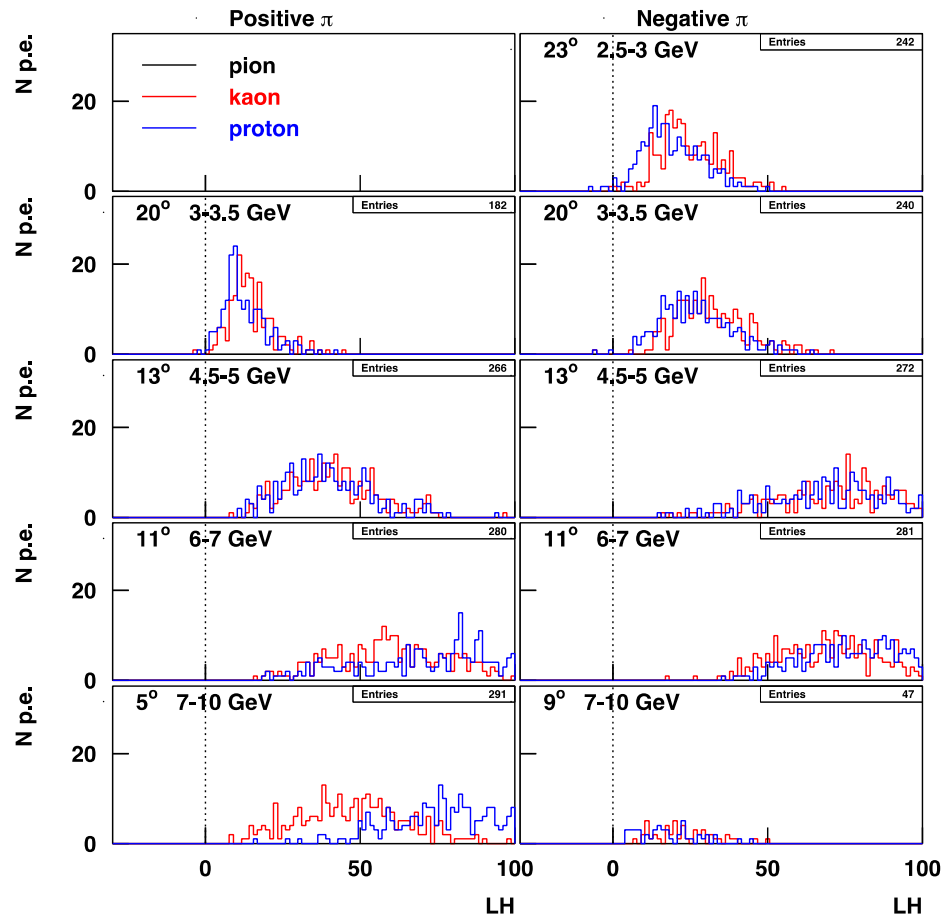 Positive π Negative π
N p.e.
20
0
pion
kaon
proton
23° 2.5-3 GeV
Entries 242
N p.e.
20
0
20° 3-3.5 GeV
Entries 182
20° 3-3.5 GeV
Entries 240
N p.e.
20
0
13° 4.5-5 GeV
Entries 266
13° 4.5-5 GeV
Entries 272
N p.e.
20
0
11° 6-7 GeV
Entries 280
11° 6-7 GeV
Entries 281
N p.e.
20
0
5° 7-10 GeV
Entries 291
9° 7-10 GeV
Entries 47
0 50 100 0 50 100
LH LH